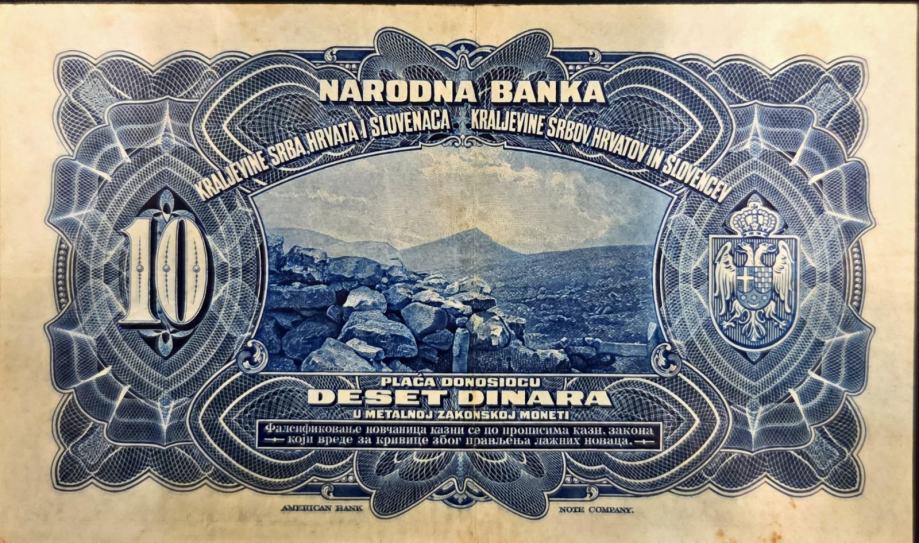 NARODNA BANKA
KRALJEVINE SRBA HRVATA I SLOVENACA KRALJEVINE SRBOV HRVATOV IN SLOVENCEV
10
PLAĆA DONOSIOCU
DESET DINARA
U METALNOJ ZAKONSKOJ MONETI
Фалсификовање новчаница казни се по прописима казн. закона
који вреде за кривице због прављења лажних новаца.
AMERICAN BANK NOTE COMPANY.